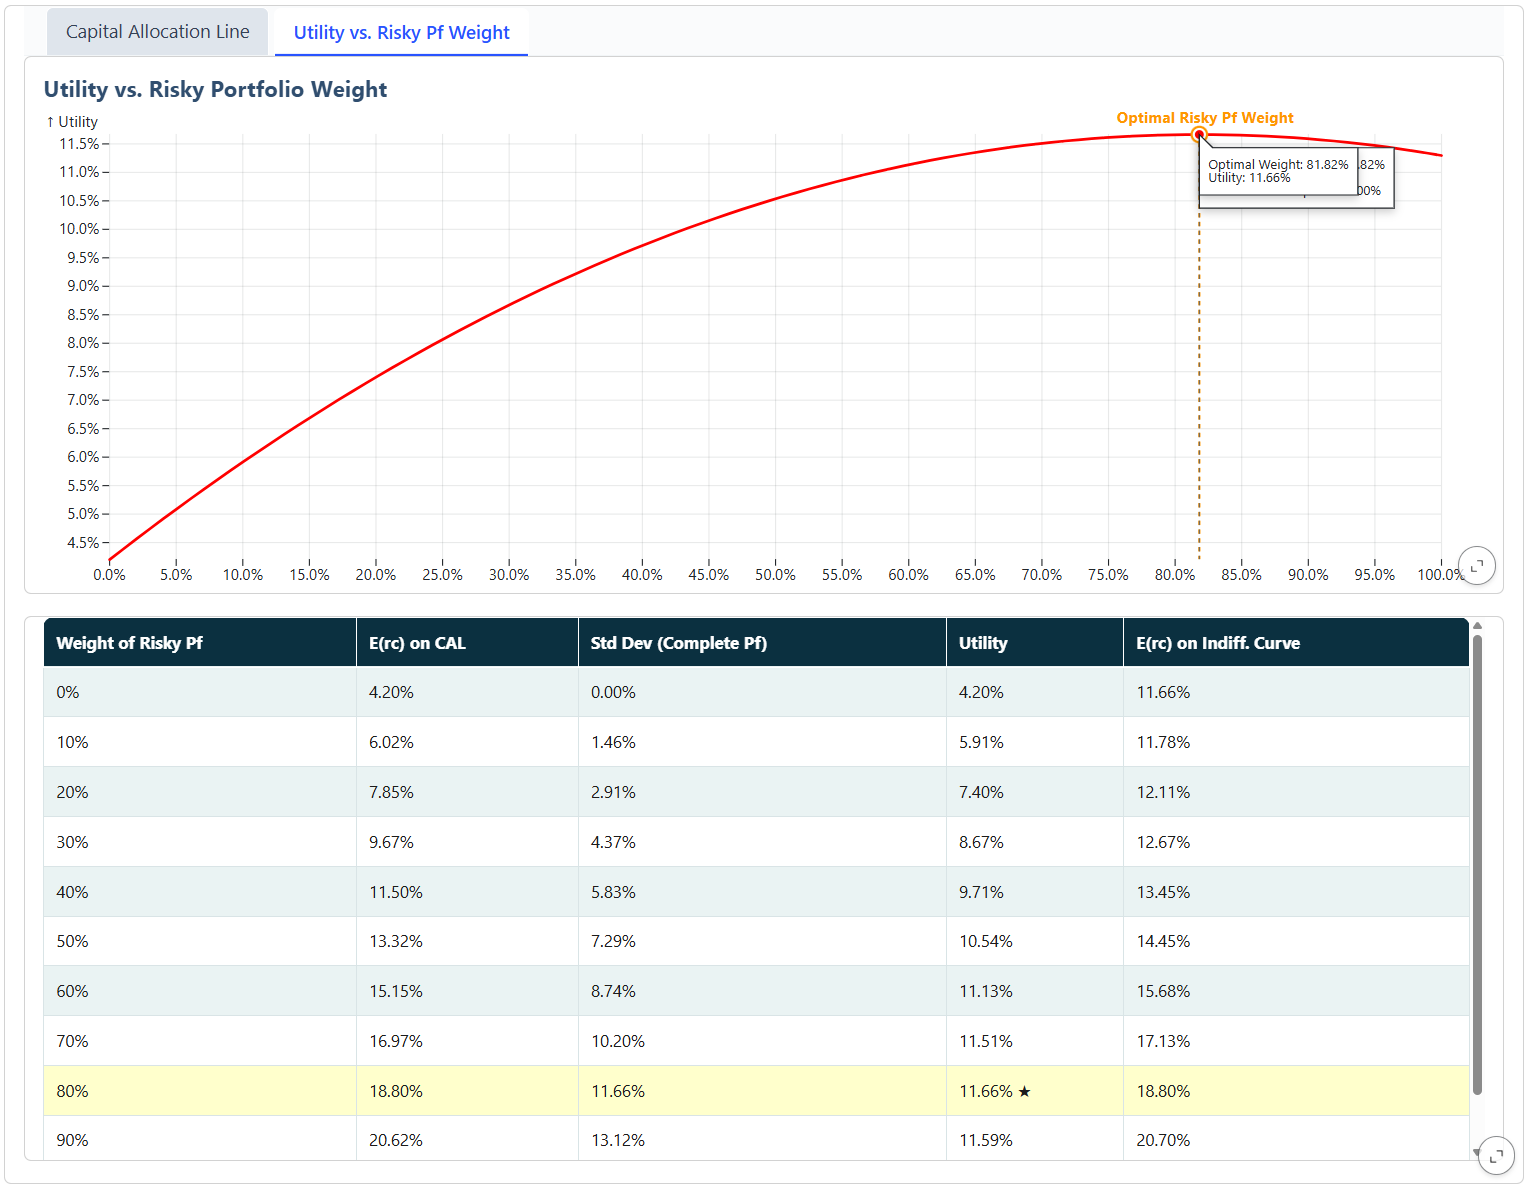 Capital Allocation Line
Utility vs. Risky Pf Weight
Utility vs. Risky Portfolio Weight
↑ Utility
Optimal Risky Pf Weight
11.5%
11.0%
10.5%
10.0%
9.5%
9.0%
8.5%
8.0%
7.5%
7.0%
6.5%
6.0%
5.5%
5.0%
4.5%
Optimal Weight: 81.82% .82%
Utility: 11.66%
00%
0.0% 5.0% 10.0% 15.0% 20.0% 25.0% 30.0% 35.0% 40.0% 45.0% 50.0% 55.0% 60.0% 65.0% 70.0% 75.0% 80.0% 85.0% 90.0% 95.0% 100.0%
Weight of Risky Pf E(rc) on CAL Std Dev (Complete Pf) Utility E(rc) on Indiff. Curve
0% 4.20% 0.00% 4.20% 11.66%
10% 6.02% 1.46% 5.91% 11.78%
20% 7.85% 2.91% 7.40% 12.11%
30% 9.67% 4.37% 8.67% 12.67%
40% 11.50% 5.83% 9.71% 13.45%
50% 13.32% 7.29% 10.54% 14.45%
60% 15.15% 8.74% 11.13% 15.68%
70% 16.97% 10.20% 11.51% 17.13%
80% 18.80% 11.66% 11.66% ★ 18.80%
90% 20.62% 13.12% 11.59% 20.70%